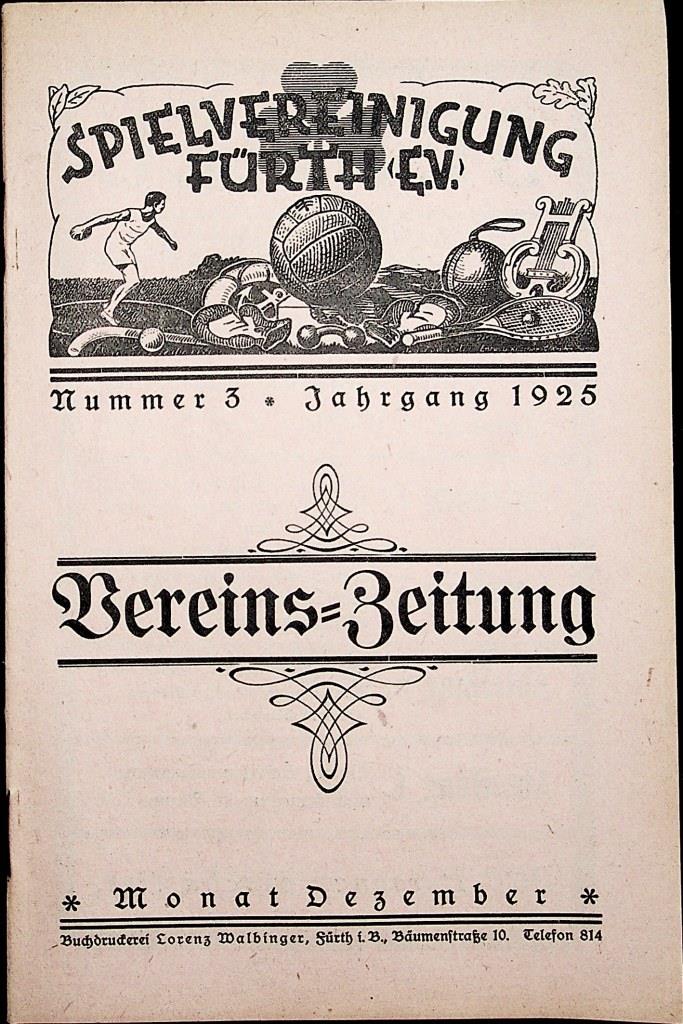 SPIELVEREINIGUNG
FÜRTH (E.V.)
Nummer 3 * Jahrgang 1925
Vereins=Zeitung
* Monat Dezember *
Buchdruckerei Lorenz Walbinger, Fürth i. B., Bäumenstraße 10. Telefon 814